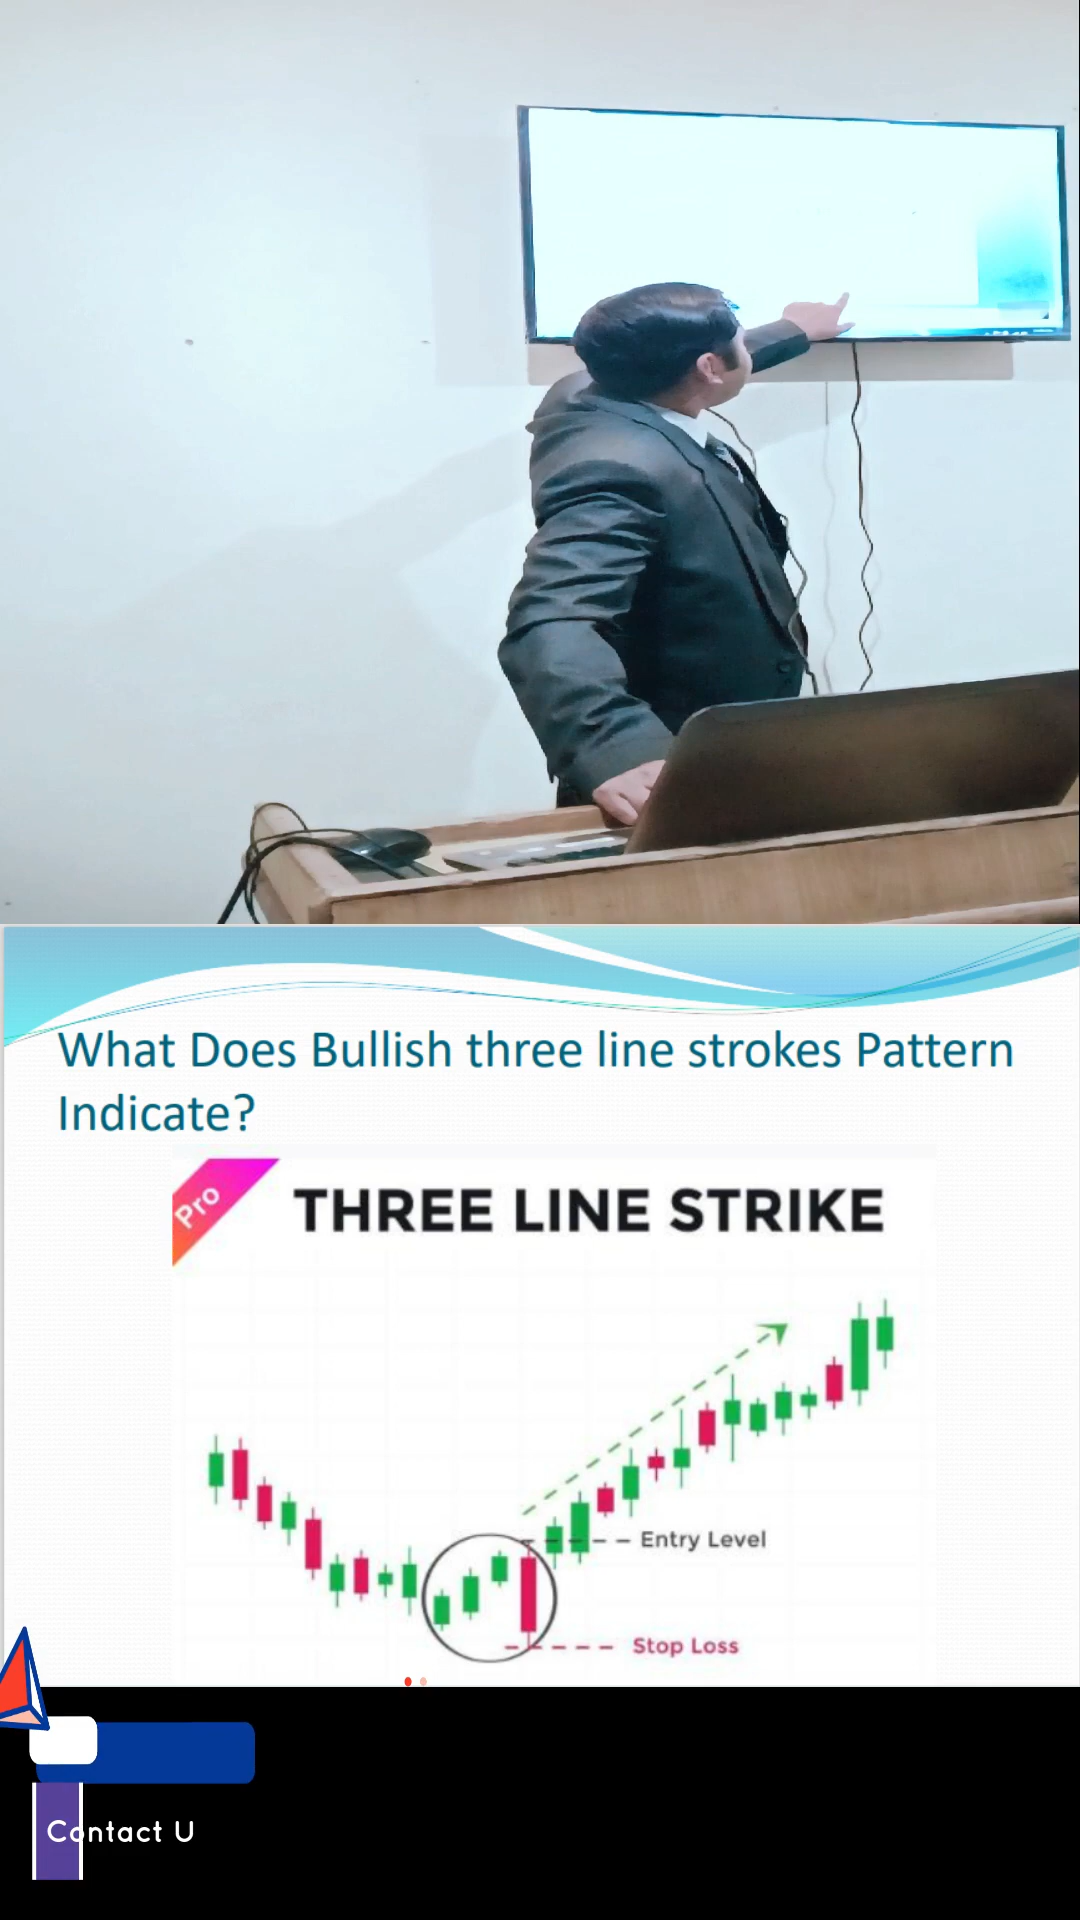 What Does Bullish three line strokes Pattern
Indicate?
Pro
THREE LINE STRIKE
Entry Level
Stop Loss
Contact U